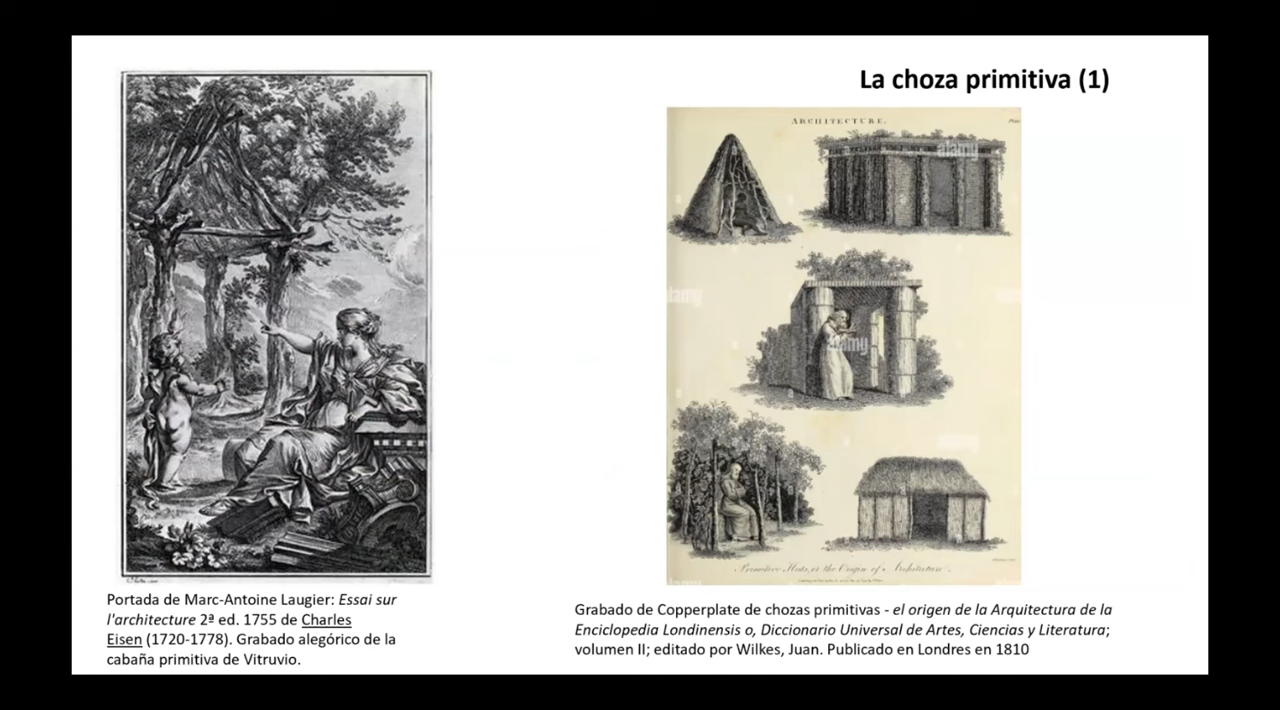 La choza primitiva (1)
ARCHITECTURE.
alamy
alamy
Primitive Huts, or the Origin of Architecture.
Portada de Marc-Antoine Laugier: Essai sur
l'architecture 2ª ed. 1755 de Charles
Eisen (1720-1778). Grabado alegórico de la
cabaña primitiva de Vitruvio.
Grabado de Copperplate de chozas primitivas - el origen de la Arquitectura de la
Enciclopedia Londinensis o, Diccionario Universal de Artes, Ciencias y Literatura;
volumen II; editado por Wilkes, Juan. Publicado en Londres en 1810